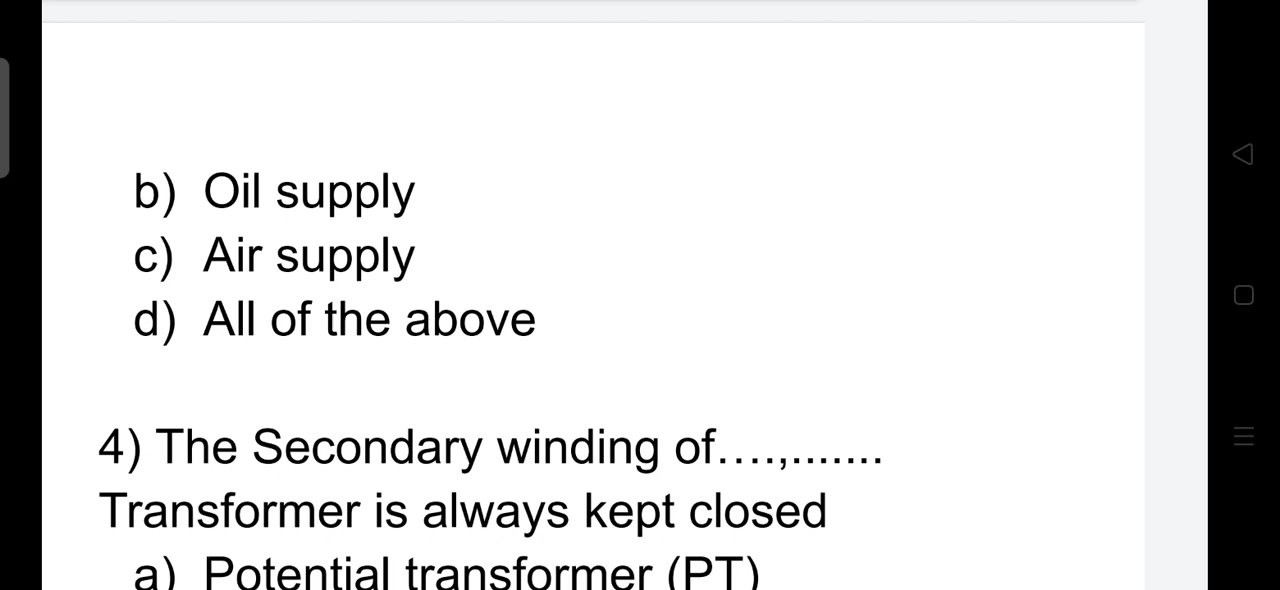 b) Oil supply
c) Air supply
d) All of the above
4) The Secondary winding of….,.......
Transformer is always kept closed
a) Potential transformer (PT)